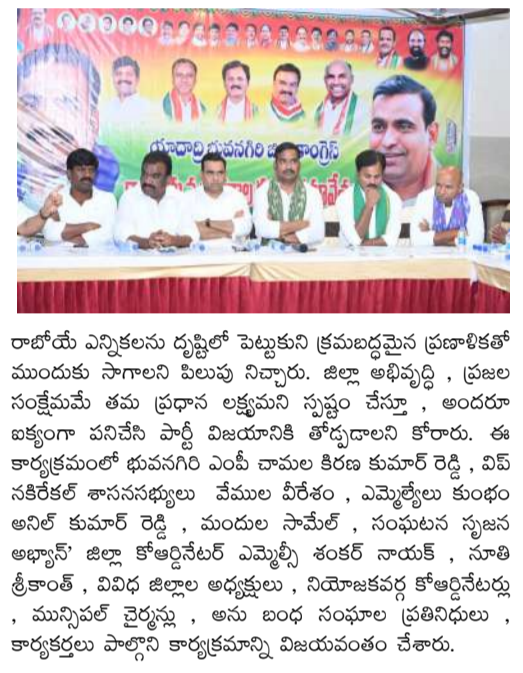 యాదాద్రి భువనగిరి
రాబోయే ఎన్నికలను దృష్టిలో పెట్టుకుని క్రమబద్ధమైన ప్రణాళికతో
ముందుకు సాగాలని పిలుపు నిచ్చారు. జిల్లా అభివృద్ధి , ప్రజల
సంక్షేమమే తమ ప్రధాన లక్ష్యమని స్పష్టం చేస్తూ , అందరూ
ఐక్యంగా పనిచేసి పార్టీ విజయానికి తోడ్పడాలని కోరారు. ఈ
కార్యక్రమంలో భువనగిరి ఎంపీ చామల కిరణ కుమార్ రెడ్డి , విప్
నకిరేకల్ శాసనసభ్యులు వేముల వీరేశం , ఎమ్మెల్యేలు కుంభం
అనిల్ కుమార్ రెడ్డి , మందుల సామేల్ , సంఘటన సృజన
అభ్యాన్' జిల్లా కోఆర్డినేటర్ ఎమ్మెల్సీ శంకర్ నాయక్ , నూతి
శ్రీకాంత్ , వివిధ జిల్లాల అధ్యక్షులు , నియోజకవర్గ కోఆర్డినేటర్లు
, మున్సిపల్ చైర్మన్లు , అను బంధ సంఘాల ప్రతినిధులు ,
కార్యకర్తలు పాల్గొని కార్యక్రమాన్ని విజయవంతం చేశారు.